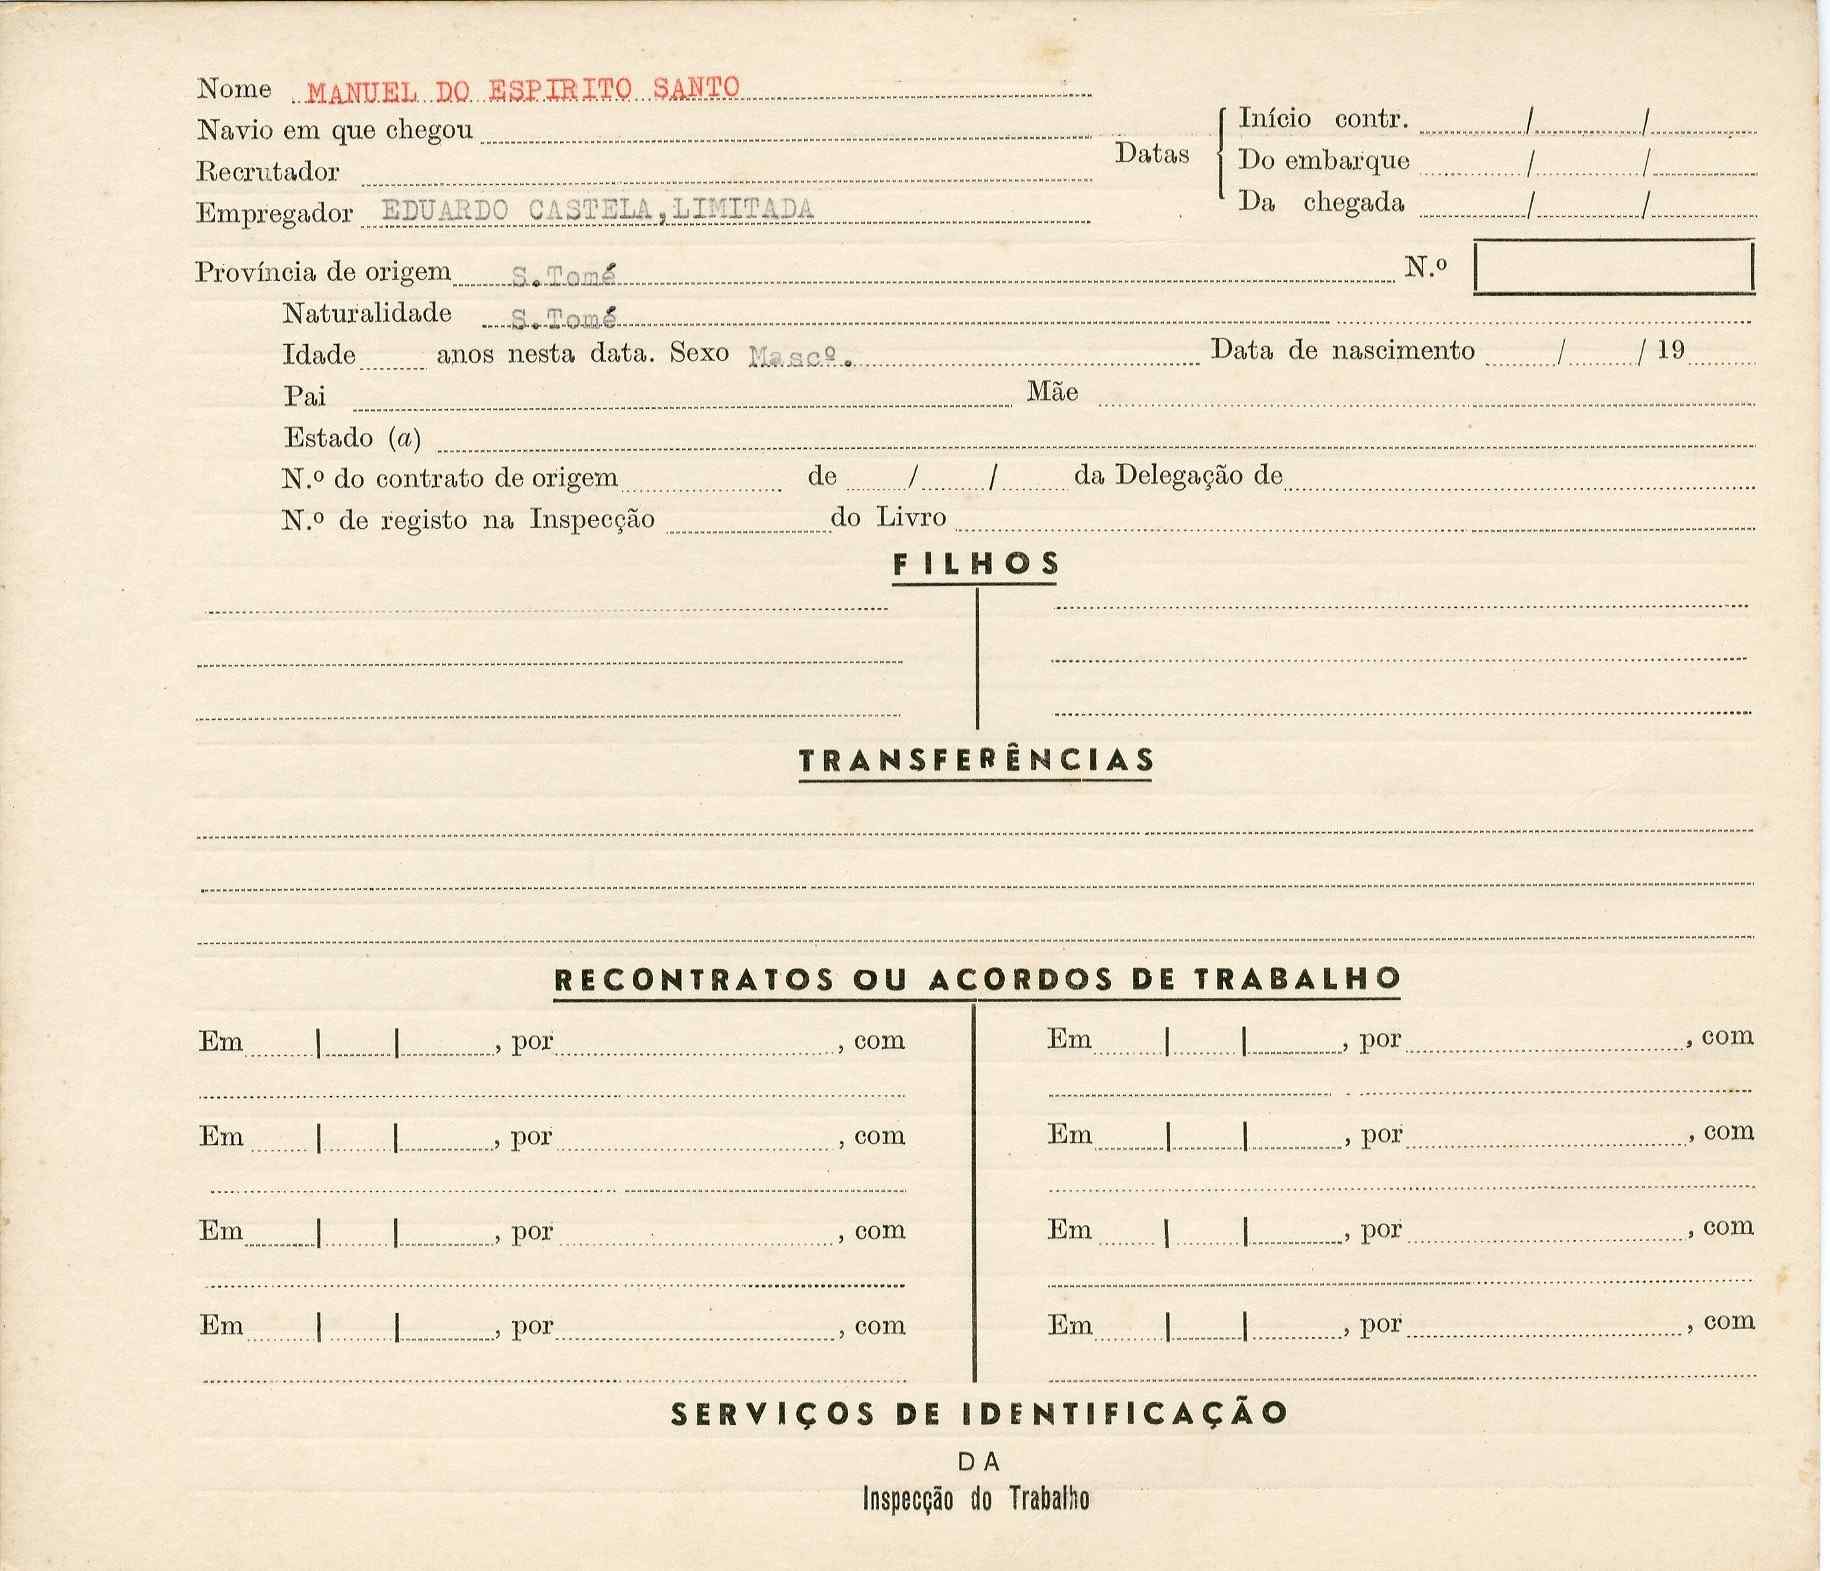 Nome MANUEL DO ESPIRITO SANTO
Navio em que chegou
Recrutador
Empregador EDUARDO CASTELA, LIMITADA
Datas
Início contr. / /
Do embarque / /
Da chegada / /
Província de origem S.Tomé N.º
Naturalidade S.Tomé
Idade anos nesta data. Sexo Mascº. Data de nascimento / / 19
Pai Mãe
Estado (a)
N.º do contrato de origem de / / da Delegação de
N.º de registo na Inspecção do Livro
FILHOS
TRANSFERÊNCIAS
RECONTRATOS OU ACORDOS DE TRABALHO
Em | | , por , com Em | | , por , com
Em | | , por , com Em | | , por , com
Em | | , por , com Em | | , por , com
Em | | , por , com Em | | , por , com
SERVIÇOS DE IDENTIFICAÇÃO
DA
Inspecção do Trabalho